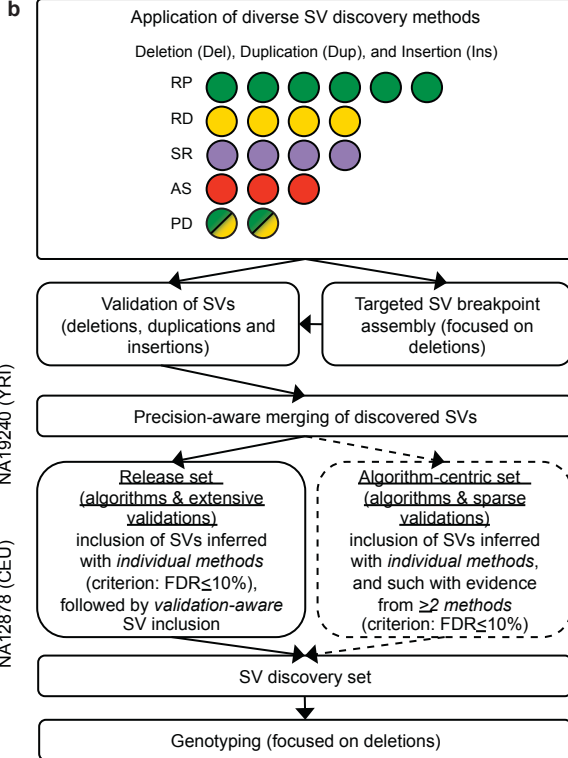 b
Application of diverse SV discovery methods
Deletion (Del), Duplication (Dup), and Insertion (Ins)
RP
RD
SR
AS
PD
Validation of SVs
(deletions, duplications and
insertions)
Targeted SV breakpoint
assembly (focused on
deletions)
Precision-aware merging of discovered SVs
Release set
(algorithms & extensive
validations)
inclusion of SVs inferred
with individual methods
(criterion: FDR≤10%),
followed by validation-aware
SV inclusion
Algorithm-centric set
(algorithms & sparse
validations)
inclusion of SVs inferred
with individual methods,
and such with evidence
from ≥2 methods
(criterion: FDR≤10%)
SV discovery set
Genotyping (focused on deletions)
NA19240 (YRI)
NA12878 (CEU)